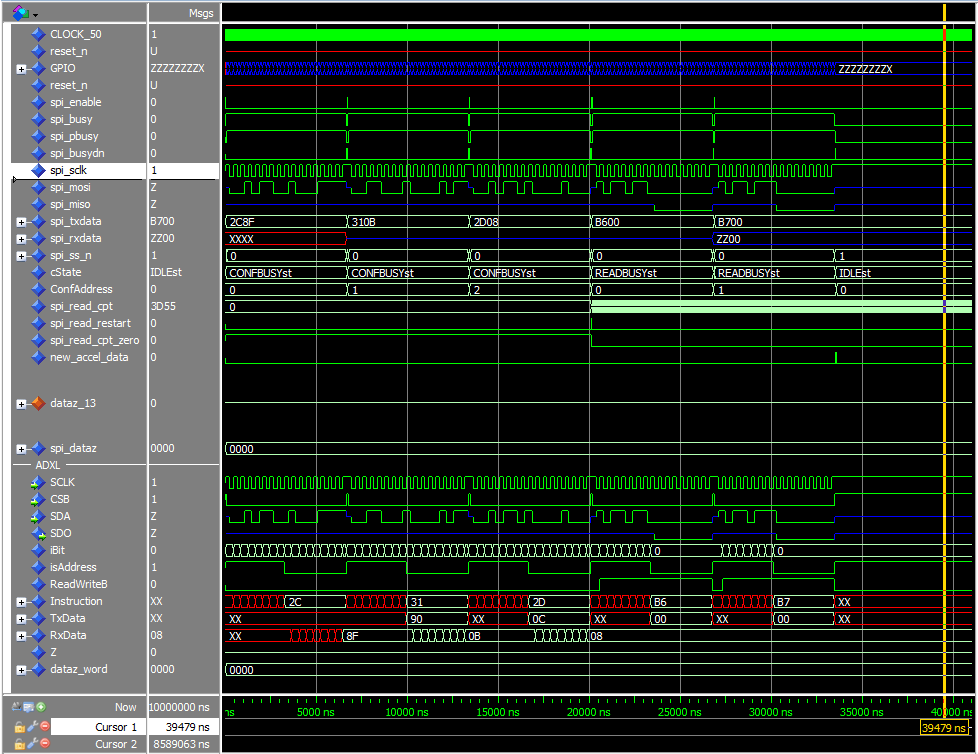 Msgs
CLOCK_50 1
reset_n U
GPIO ZZZZZZZZX ZZZZZZZZX
reset_n U
spi_enable 0
spi_busy 0
spi_pbusy 0
spi_busydn 0
spi_sclk 1
spi_mosi Z
spi_miso Z
spi_txdata B700 2C8F 310B 2D08 B600 B700
spi_rxdata ZZ00 XXXX ZZ00
spi_ss_n 1 0 0 0 0 0 1
cState IDLEst CONFBUSYst CONFBUSYst CONFBUSYst READBUSYst READBUSYst IDLEst
ConfAddress 0 0 1 2 0 1 0
spi_read_cpt 3D55 0
spi_read_restart 0
spi_read_cpt_zero 0
new_accel_data 0
dataz_13 0
spi_dataz 0000 0000
ADXL
SCLK 1
CSB 1
SDA Z
SDO Z
iBit 0 0 0
isAddress 1
ReadWriteB 0
Instruction XX 2C 31 2D B6 B7 XX
TxData XX XX 90 XX 0C XX 00 XX 00 XX
RxData 08 XX 8F 0B 08
Z 0
dataz_word 0000 0000
Now 10000000 ns ns 5000 ns 10000 ns 15000 ns 20000 ns 25000 ns 30000 ns 35000 ns 40000 ns
Cursor 1 39479 ns 39479 ns
Cursor 2 8589063 ns